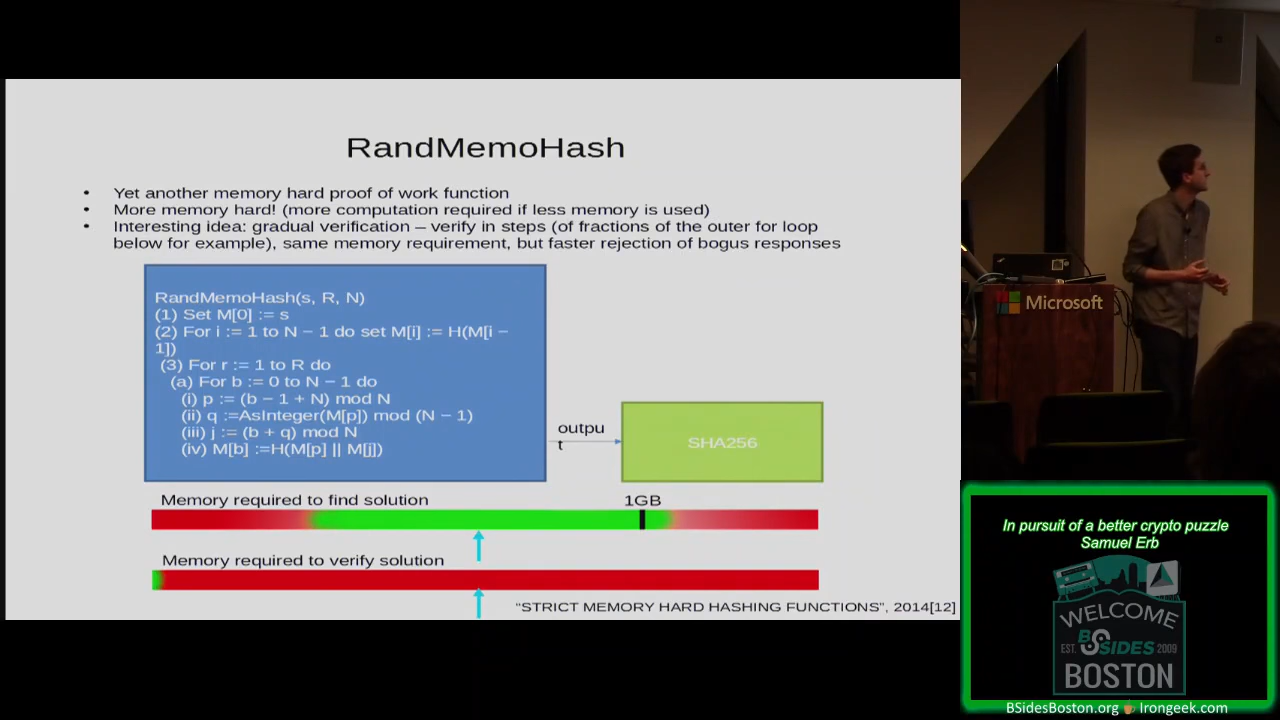 RandMemoHash
• Yet another memory hard proof of work function
• More memory hard! (more computation required if less memory is used)
• Interesting idea: gradual verification – verify in steps (of fractions of the outer for loop
below for example), same memory requirement, but faster rejection of bogus responses
RandMemoHash(s, R, N)
(1) Set M[0] := s
(2) For i := 1 to N − 1 do set M[i] := H(M[i −
1])
(3) For r := 1 to R do
(a) For b := 0 to N − 1 do
(i) p := (b − 1 + N) mod N
(ii) q :=AsInteger(M[p]) mod (N − 1)
(iii) j := (b + q) mod N
(iv) M[b] :=H(M[p] || M[j])
outpu
t
SHA256
Memory required to find solution
1GB
Memory required to verify solution
“STRICT MEMORY HARD HASHING FUNCTIONS”, 2014[12]
Microsoft
In pursuit of a better crypto puzzle
Samuel Erb
WELCOME
EST. BSIDES 2009
BOSTON
BSidesBoston.org Irongeek.com